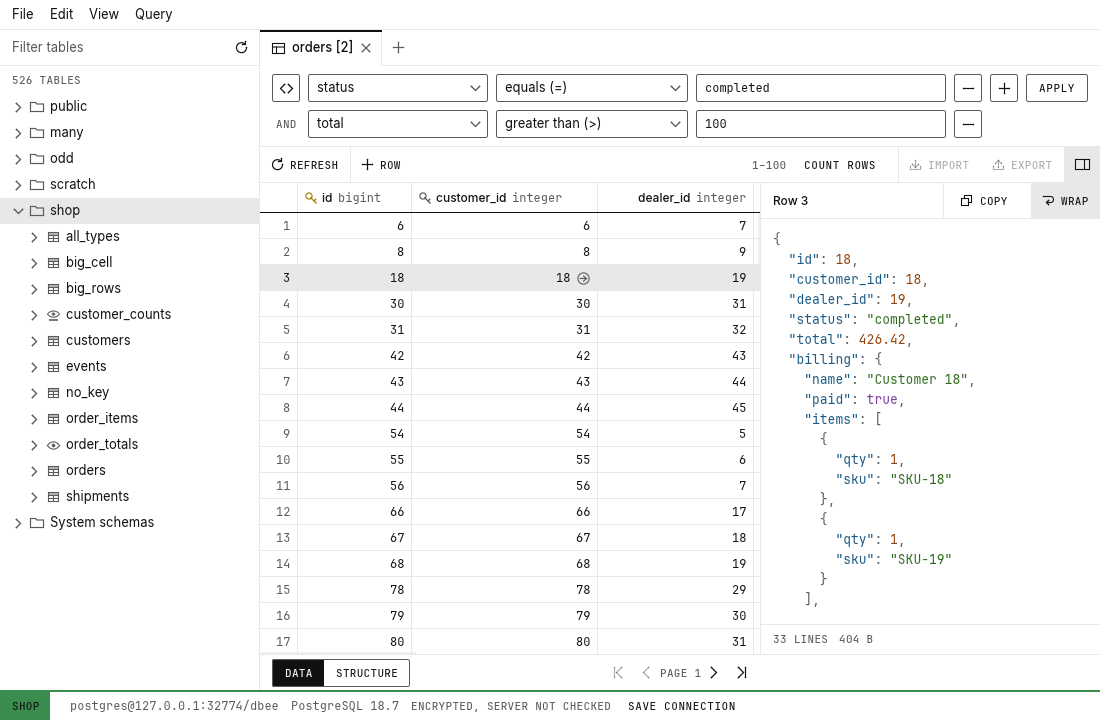 File Edit View Query
Filter tables
526 TABLES
public
many
odd
scratch
shop
all_types
big_cell
big_rows
customer_counts
customers
events
no_key
order_items
order_totals
orders
shipments
System schemas
orders [2]
status equals (=) completed APPLY
AND total greater than (>) 100
REFRESH ROW 1–100 COUNT ROWS IMPORT EXPORT
id bigint customer_id integer dealer_id integer
1 6 6 7
2 8 8 9
3 18 18 19
4 30 30 31
5 31 31 32
6 42 42 43
7 43 43 44
8 44 44 45
9 54 54 5
10 55 55 6
11 56 56 7
12 66 66 17
13 67 67 18
14 68 68 19
15 78 78 29
16 79 79 30
17 80 80 31
Row 3 COPY WRAP
{
"id": 18,
"customer_id": 18,
"dealer_id": 19,
"status": "completed",
"total": 426.42,
"billing": {
"name": "Customer 18",
"paid": true,
"items": [
{
"qty": 1,
"sku": "SKU-18"
},
{
"qty": 1,
"sku": "SKU-19"
}
],
33 LINES 404 B
DATA STRUCTURE PAGE 1
SHOP postgres@127.0.0.1:32774/dbee PostgreSQL 18.7 ENCRYPTED, SERVER NOT CHECKED SAVE CONNECTION